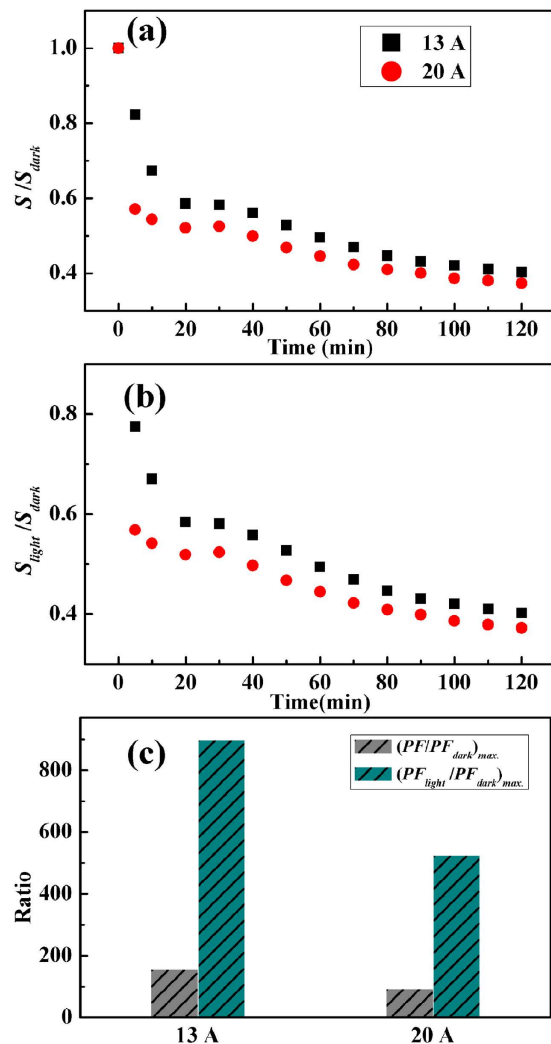 (a)
13 A
20 A
1.0
0.8
0.6
0.4
S/S_dark
0 20 40 60 80 100 120
Time (min)
(b)
0.8
0.6
0.4
S_light/S_dark
0 20 40 60 80 100 120
Time(min)
(c)
(PF/PF_dark)_max.
(PF_light/PF_dark)_max.
800
600
400
200
0
Ratio
13 A 20 A